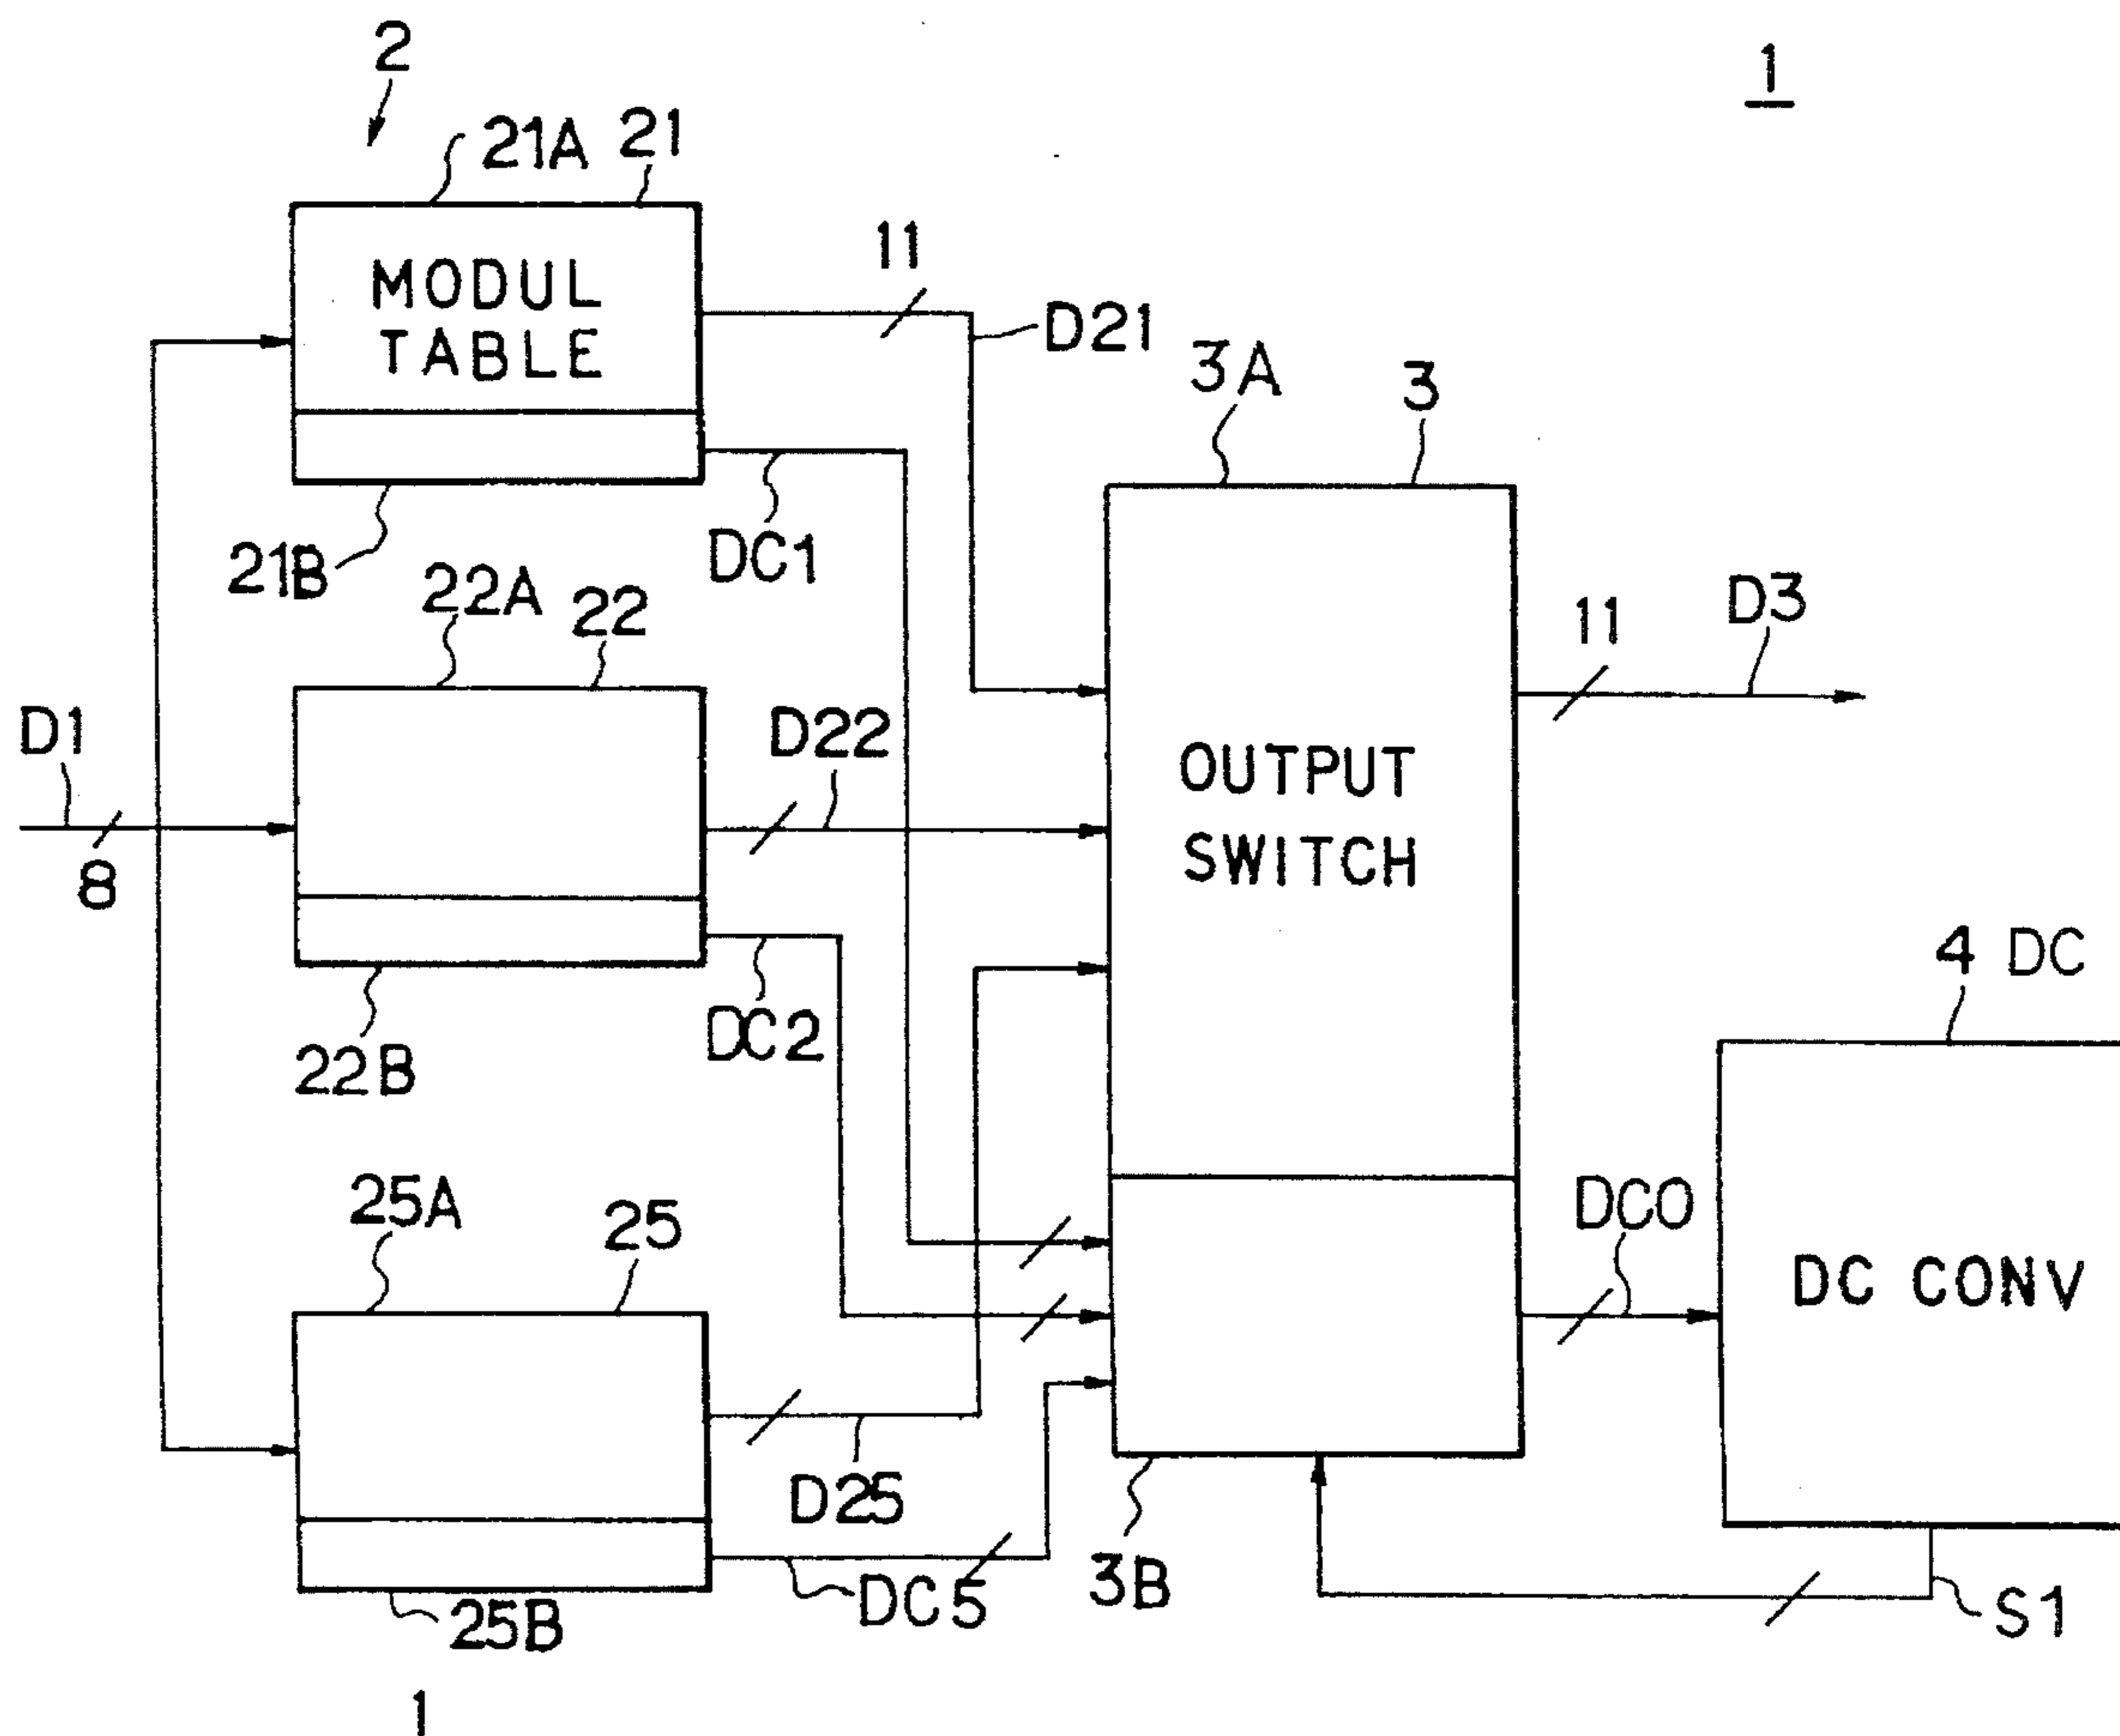 2
1
21A 21
MODUL
TABLE
11
D21
21B
DC1
3A
3
22A
22
D1
8
D22
22B
DC2
OUTPUT
SWITCH
11
D3
4 DC
DC CONV
25A
25
DC0
D25
25B
DC5
3B
S1
1